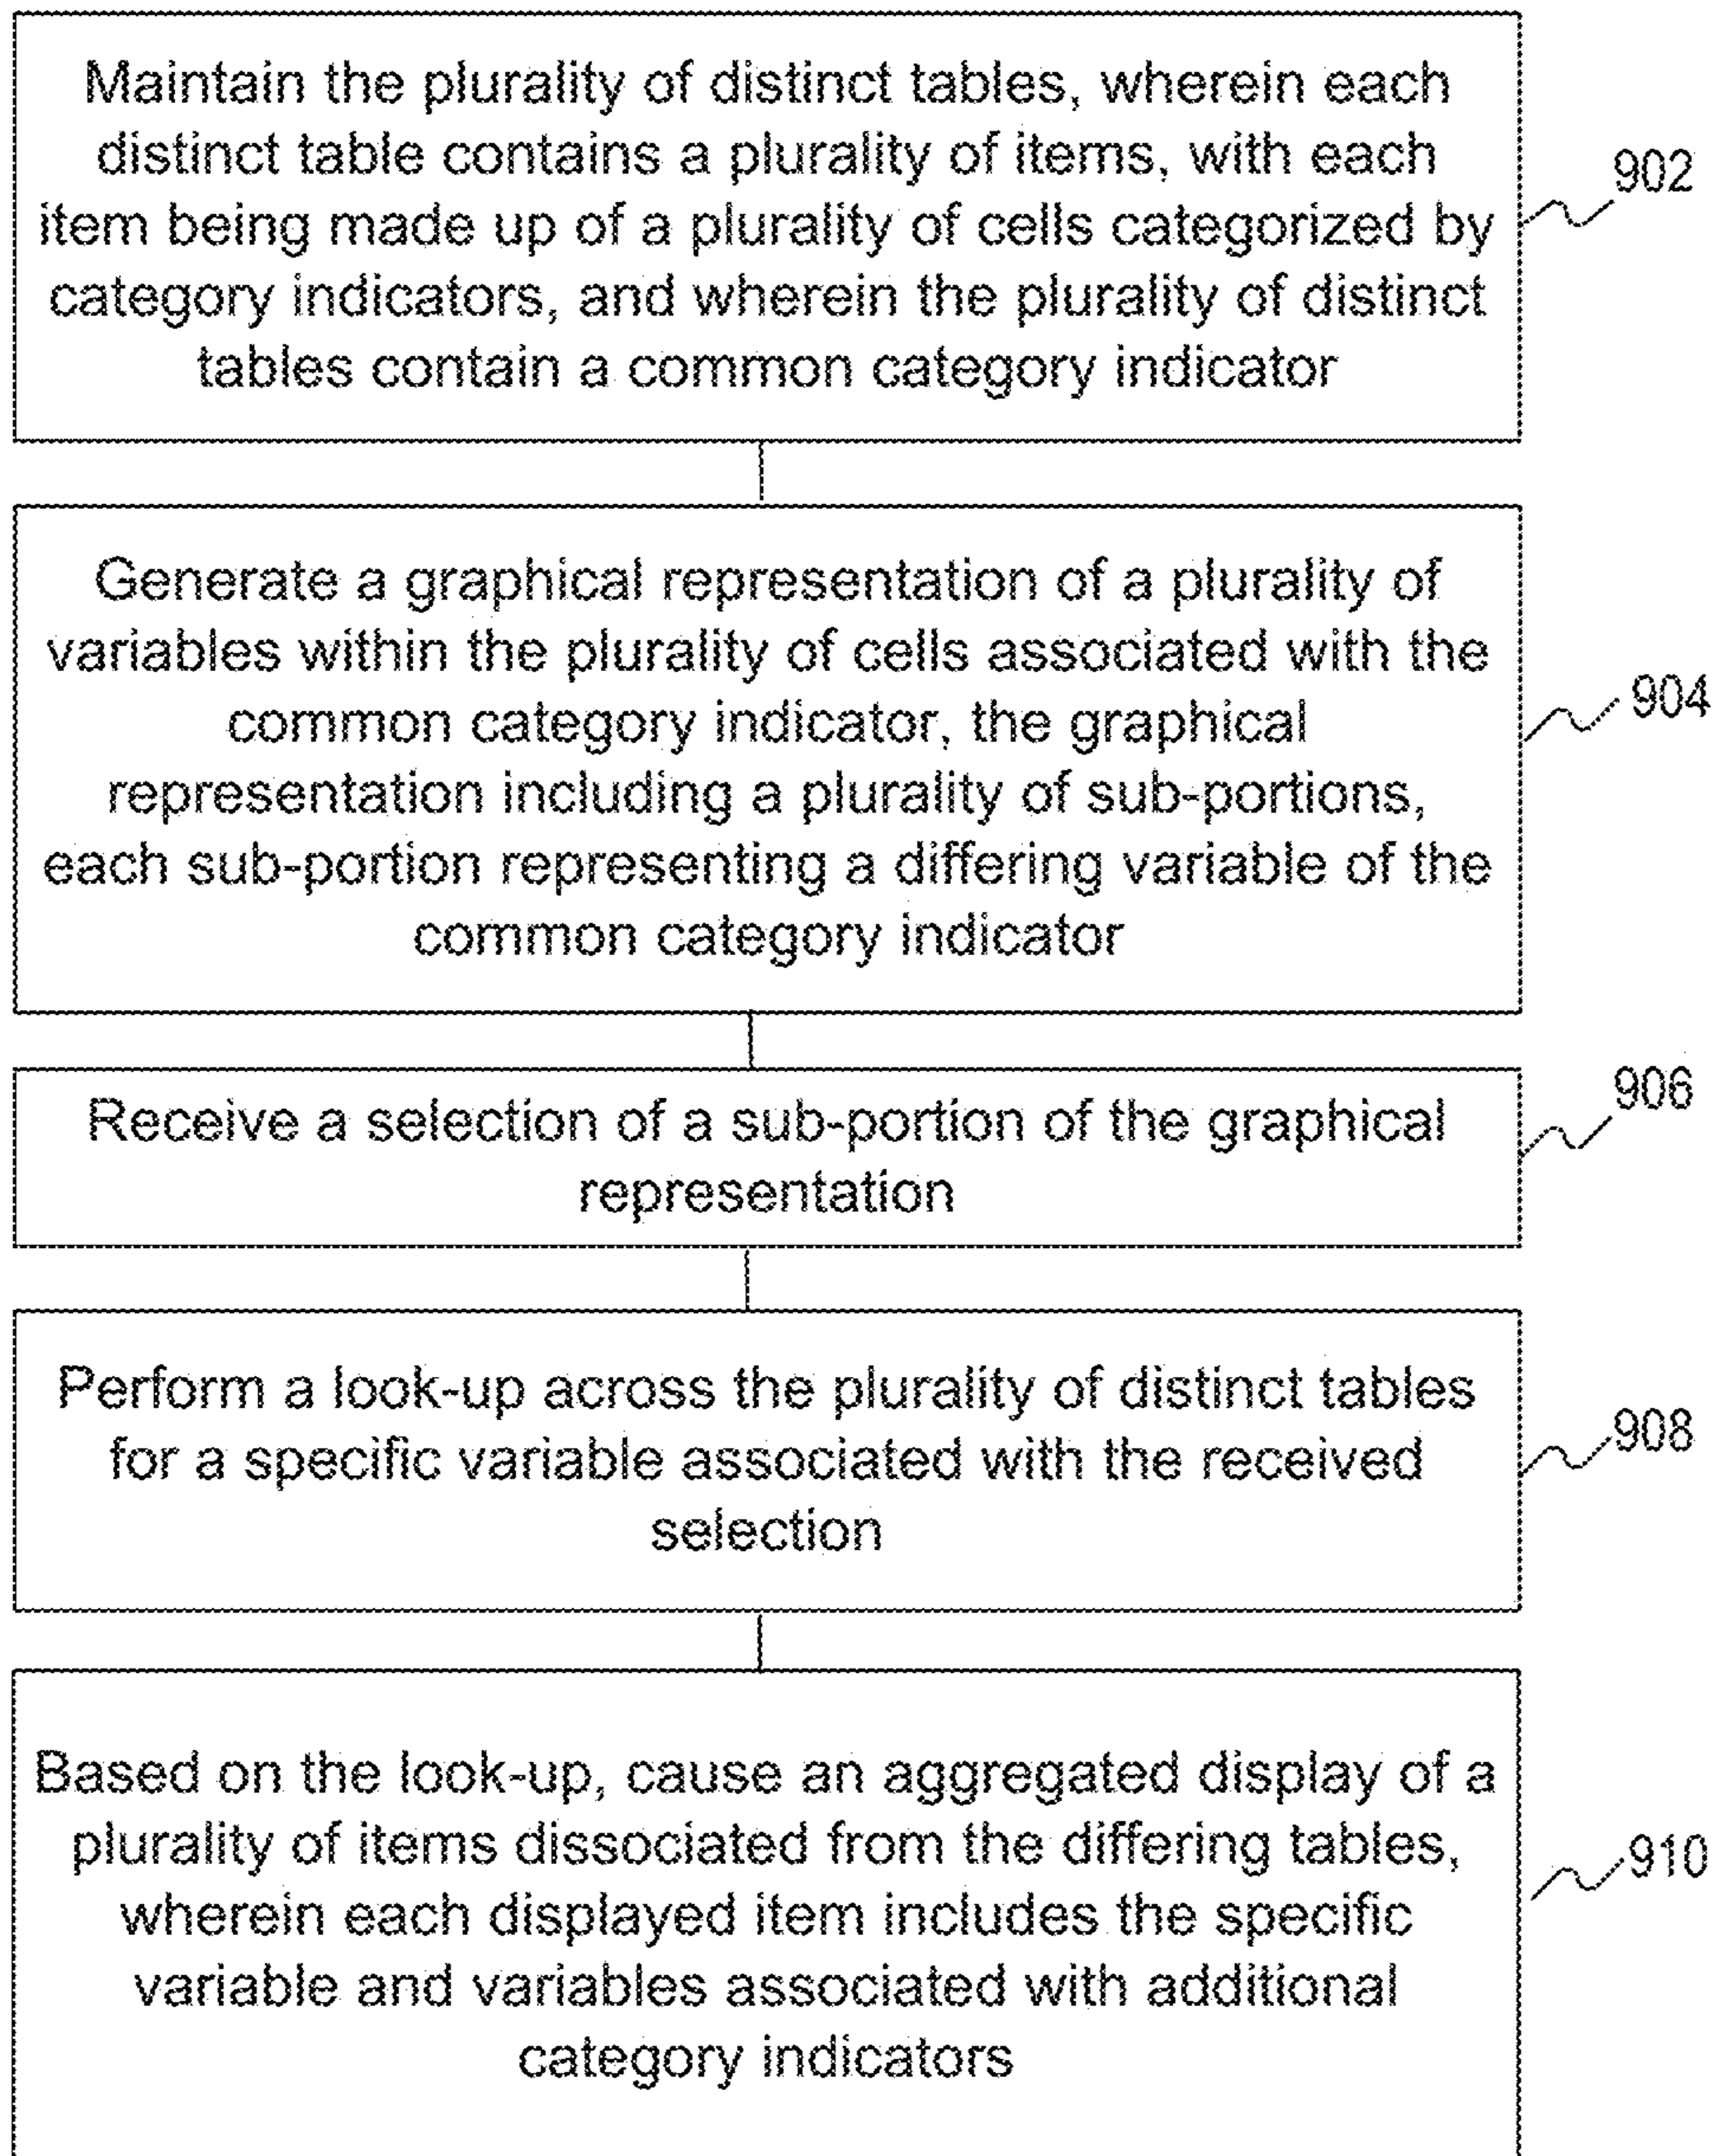 Maintain the plurality of distinct tables, wherein each
distinct table contains a plurality of items, with each
item being made up of a plurality of cells categorized by
category indicators, and wherein the plurality of distinct
tables contain a common category indicator
902
Generate a graphical representation of a plurality of
variables within the plurality of cells associated with the
common category indicator, the graphical
representation including a plurality of sub-portions,
each sub-portion representing a differing variable of the
common category indicator
904
Receive a selection of a sub-portion of the graphical
representation
906
Perform a look-up across the plurality of distinct tables
for a specific variable associated with the received
selection
908
Based on the look-up, cause an aggregated display of a
plurality of items dissociated from the differing tables,
wherein each displayed item includes the specific
variable and variables associated with additional
category indicators
910